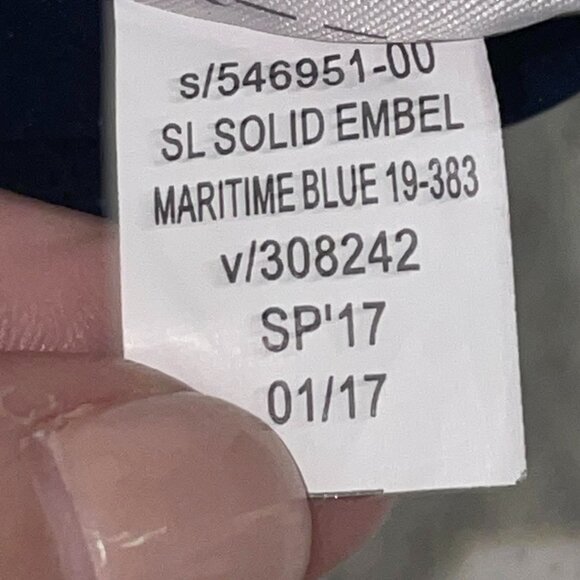 s/546951-00
SL SOLID EMBEL
MARITIME BLUE 19-383
v/308242
SP'17
01/17